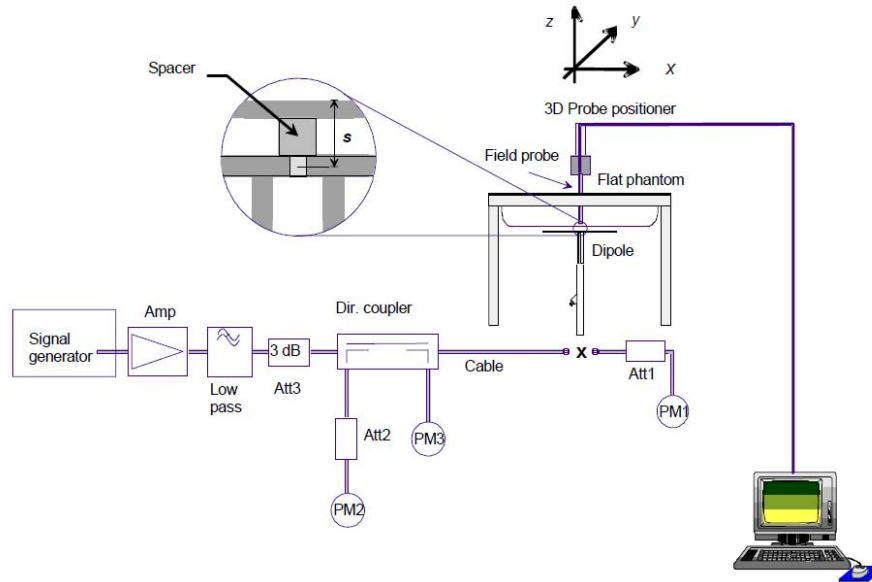 z
y
x
Spacer
s
3D Probe positioner
Field probe
Flat phantom
Dipole
Signal
generator
Amp
Low
pass
3 dB
Att3
Dir. coupler
Cable
X
Att1
PM1
Att2
PM3
PM2